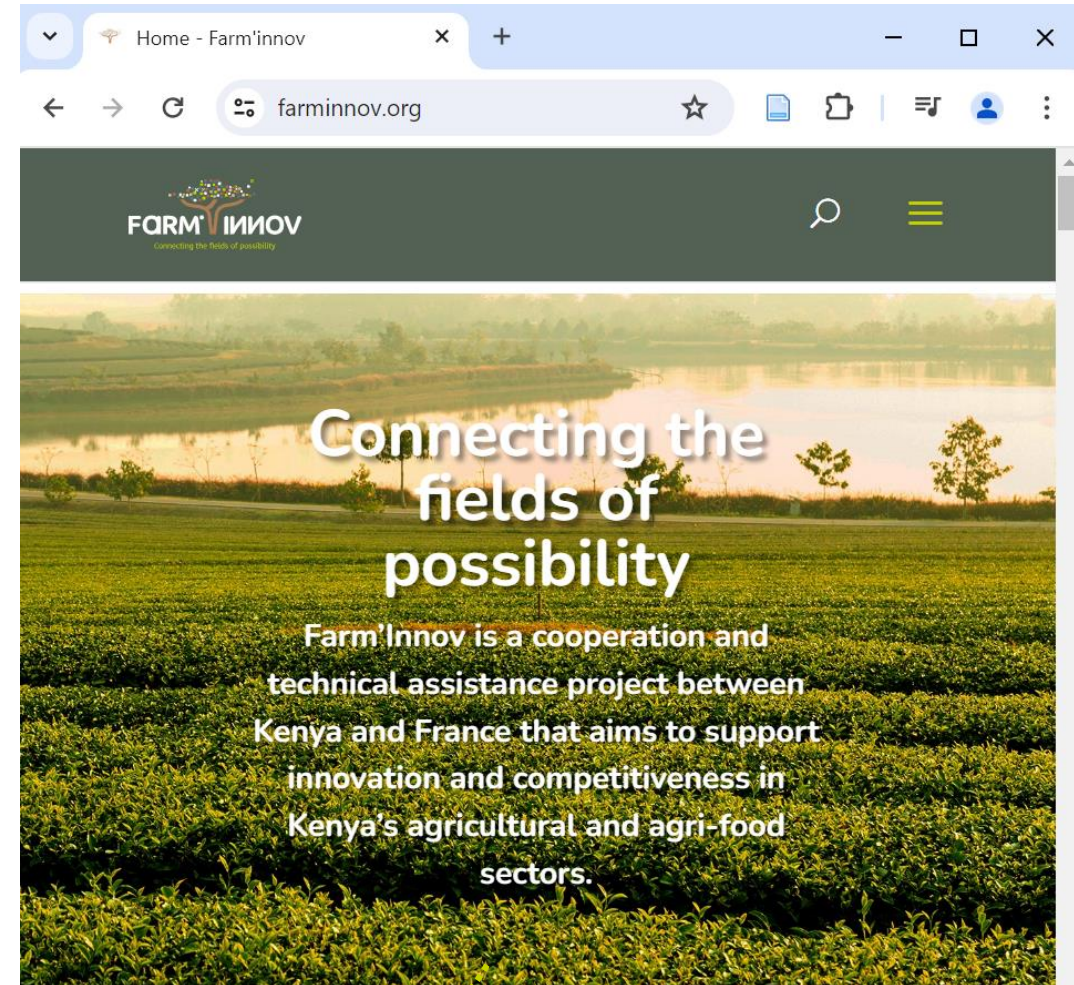 Home - Farm'innov
farminnov.org
FARM' INNOV
Connecting the fields of possibility
Connecting the
fields of
possibility
Farm’Innov is a cooperation and
technical assistance project between
Kenya and France that aims to support
innovation and competitiveness in
Kenya’s agricultural and agri-food
sectors.